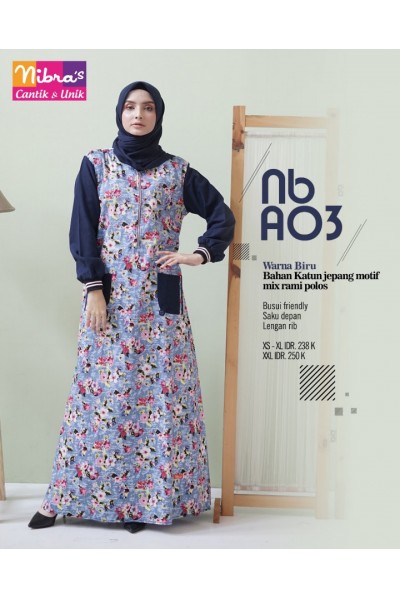 Nibra's
Cantik & Unik
Nb
A03
Warna Biru
Bahan Katun jepang motif
mix rami polos
Busui friendly
Saku depan
Lengan rib
XS - XL IDR. 238 K
XXL IDR. 250 K